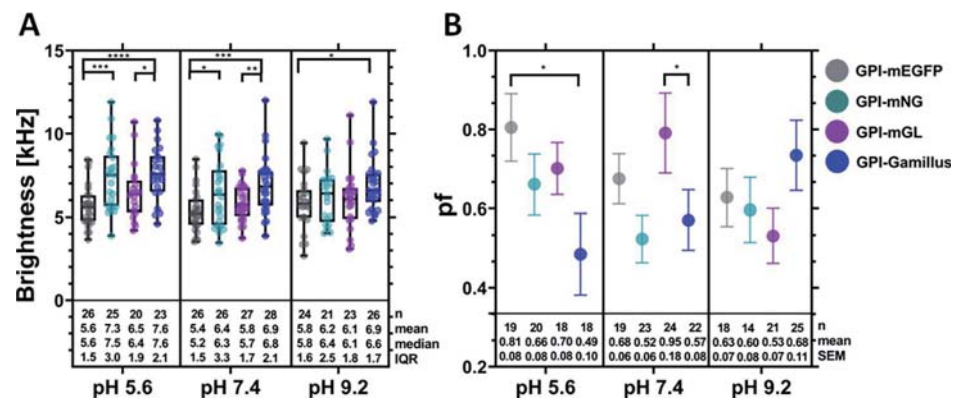 A
Brightness [kHz]
15
10
5
0
**** *** *
*** * **
*
26 25 20 23 26 26 27 28 24 21 24 26 n
5.6 7.3 6.5 7.6 5.4 6.4 5.8 6.9 5.8 6.2 6.1 6.9 mean
5.6 7.5 6.4 7.6 5.2 6.3 5.7 6.8 5.8 6.4 6.1 6.6 median
1.5 3.0 1.9 2.1 1.5 3.3 1.7 2.1 1.6 2.5 1.8 1.7 IQR
pH 5.6 pH 7.4 pH 9.2
B
pf
1.0
0.8
0.6
0.4
0.2
*
*
19 20 18 18 19 23 24 22 18 14 21 25 n
0.81 0.66 0.70 0.49 0.68 0.52 0.95 0.57 0.63 0.60 0.53 0.68 mean
0.08 0.08 0.08 0.10 0.06 0.06 0.18 0.08 0.07 0.08 0.07 0.11 SEM
pH 5.6 pH 7.4 pH 9.2
GPI-mEGFP
GPI-mNG
GPI-mGL
GPI-Gamillus